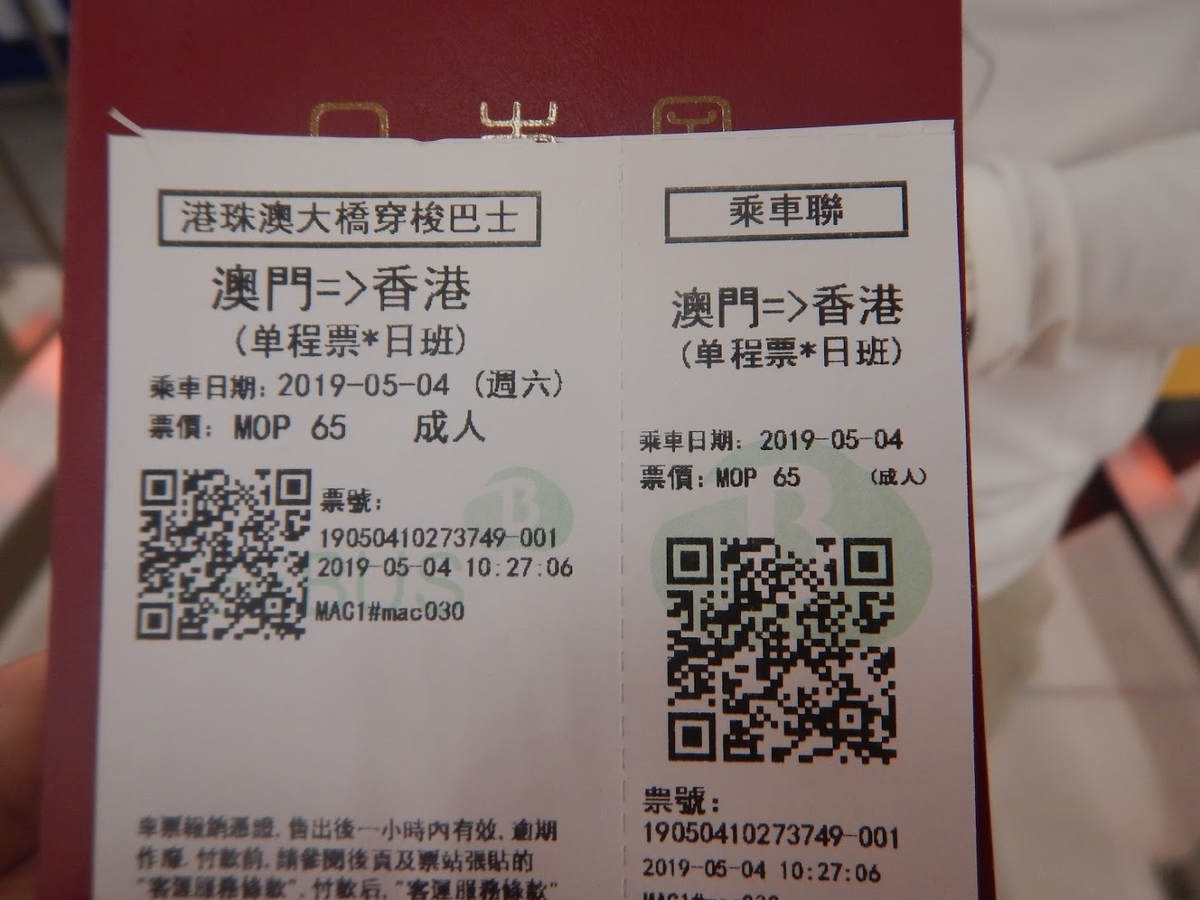 日本国
港珠澳大橋穿梭巴士
澳門=>香港
(单程票*日班)
乘車日期: 2019-05-04 (週六)
票價: MOP 65 成人
票號:
19050410273749-001
2019-05-04 10:27:06
MAC1#mac030
B
BUS
車票報銷憑證, 售出後一小時內有效, 逾期
作廢. 付款前, 請參閱後頁及票站張貼的
"客運服務條款", 付款后, "客運服務條款"
乘車聯
澳門=>香港
(单程票*日班)
乘車日期: 2019-05-04
票價: MOP 65 (成人)
B
票號:
19050410273749-001
2019-05-04 10:27:06
MAC1#mac030